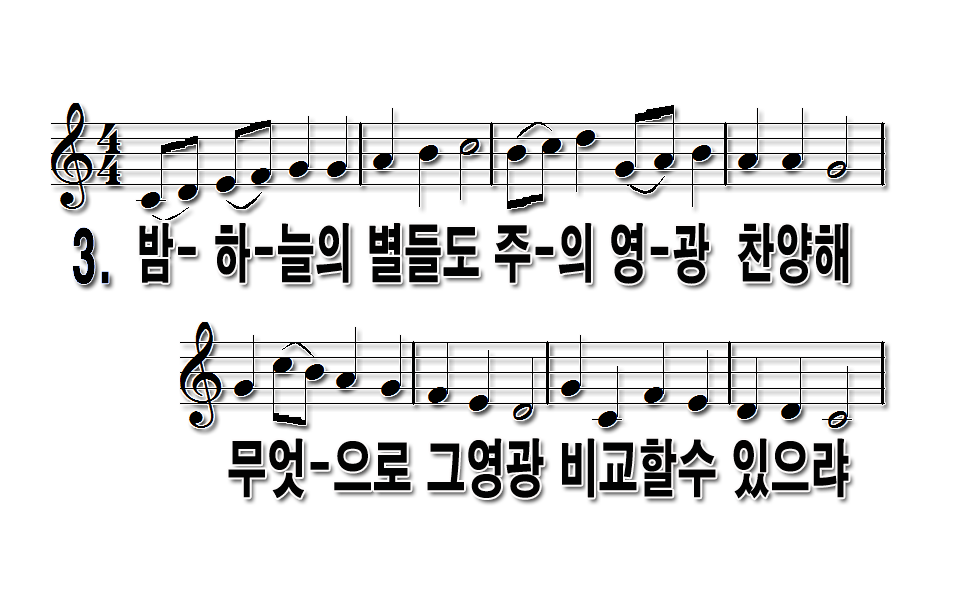 3. 밤- 하-늘의 별들도 주-의 영-광 찬양해
무엇-으로 그영광 비교할수 있으랴